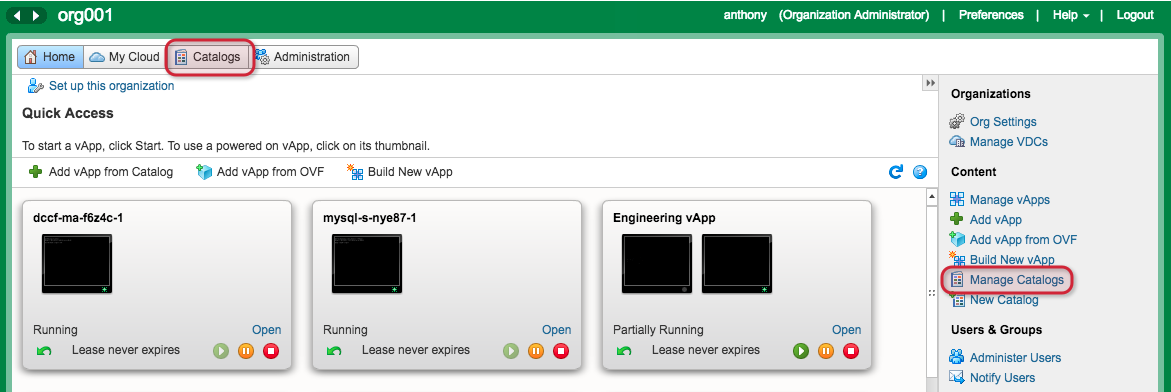 org001
anthony (Organization Administrator) | Preferences | Help | Logout
Home My Cloud Catalogs Administration
Set up this organization
Quick Access
To start a vApp, click Start. To use a powered on vApp, click on its thumbnail.
Add vApp from Catalog Add vApp from OVF Build New vApp
dccf-ma-f6z4c-1
Running Open
Lease never expires
mysql-s-nye87-1
Running Open
Lease never expires
Engineering vApp
Partially Running Open
Lease never expires
Organizations
Org Settings
Manage VDCs
Content
Manage vApps
Add vApp
Add vApp from OVF
Build New vApp
Manage Catalogs
New Catalog
Users & Groups
Administer Users
Notify Users